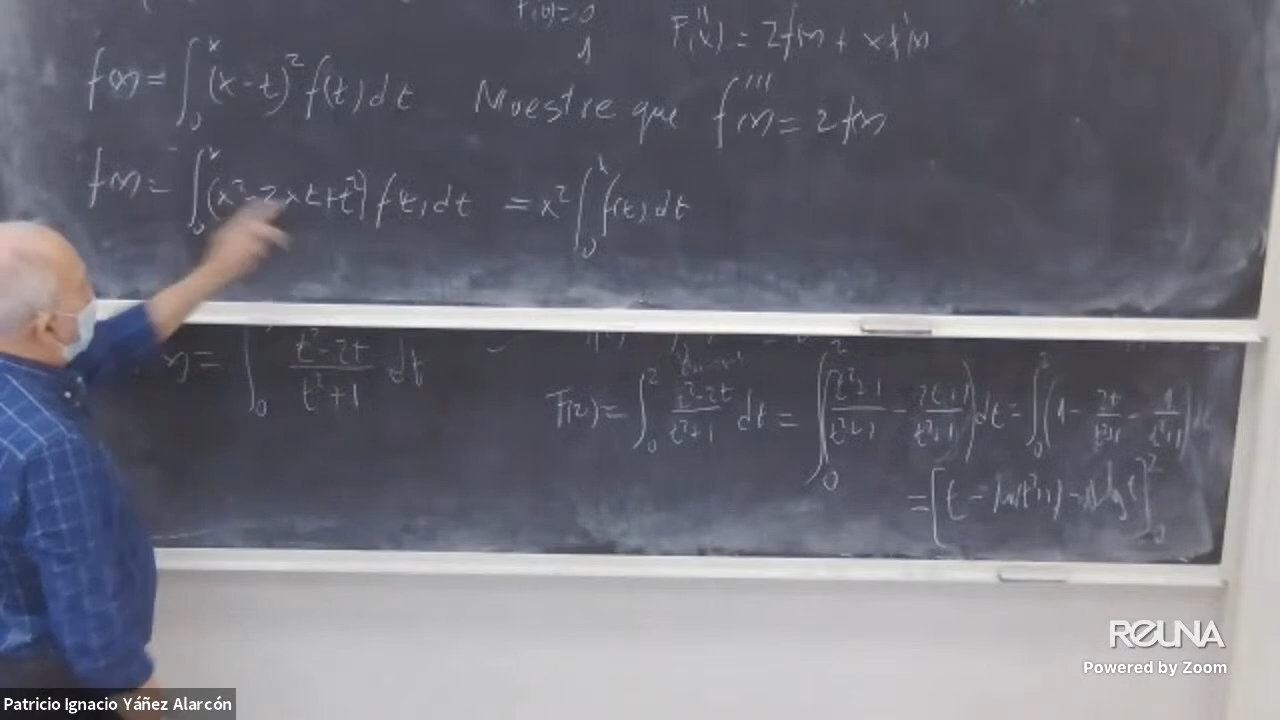 F(0)=0
1
F''(x) = 2f(x) + x f'(x)
f(x) = ∫₀ˣ (x-t)² f(t) dt Muestre que f'''(x) = 2f(x)
f(x) = ∫₀ˣ (x²-2xt+t²) f(t) dt = x² ∫₀ˣ f(t) dt
= ∫₀ (t²-2t)/(t²+1) dt
F(2) = ∫₀² (t²-2t)/(t²+1) dt = ∫₀² ((t²+1)/(t²+1) - (2t+1)/(t²+1)) dt = ∫₀² (1 - 2t/(t²+1) - 1/(t²+1)) dt
= [t - ln(t²+1) - Arctg t]₀²
REUNA
Powered by Zoom
Patricio Ignacio Yáñez Alarcón